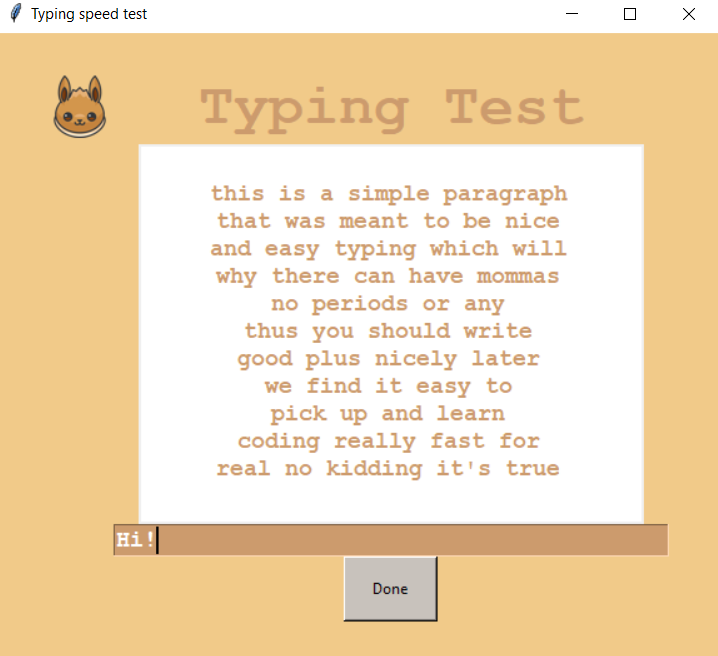 Typing speed test
Typing Test
this is a simple paragraph
that was meant to be nice
and easy typing which will
why there can have mommas
no periods or any
thus you should write
good plus nicely later
we find it easy to
pick up and learn
coding really fast for
real no kidding it's true
Hi!
Done